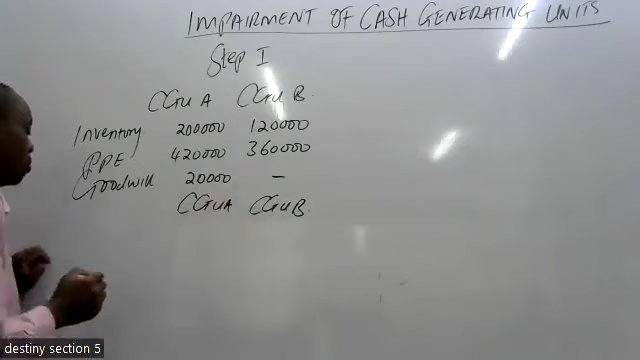 IMPAIRMENT OF CASH GENERATING UNITS
Step I
CGU A CGU B.
Inventory 200000 120000
PPE 420000 360000
Goodwill 20000 –
CGU A CGU B.
destiny section 5